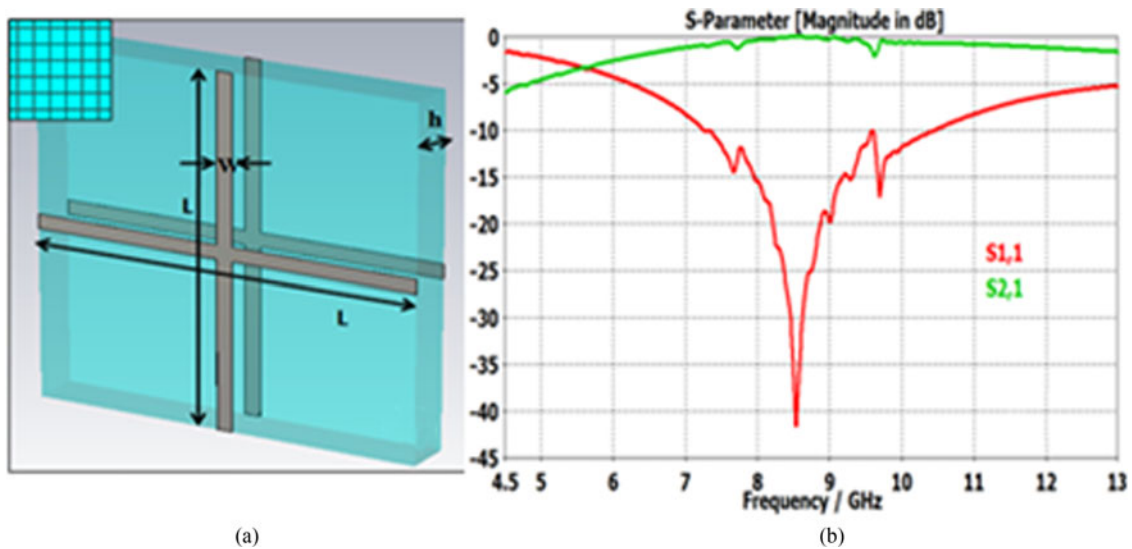 h
W
L
L
S-Parameter [Magnitude in dB]
0
-5
-10
-15
-20
-25
-30
-35
-40
-45
S1,1
S2,1
4.5 5 6 7 8 9 10 11 12 13
Frequency / GHz
(a)
(b)